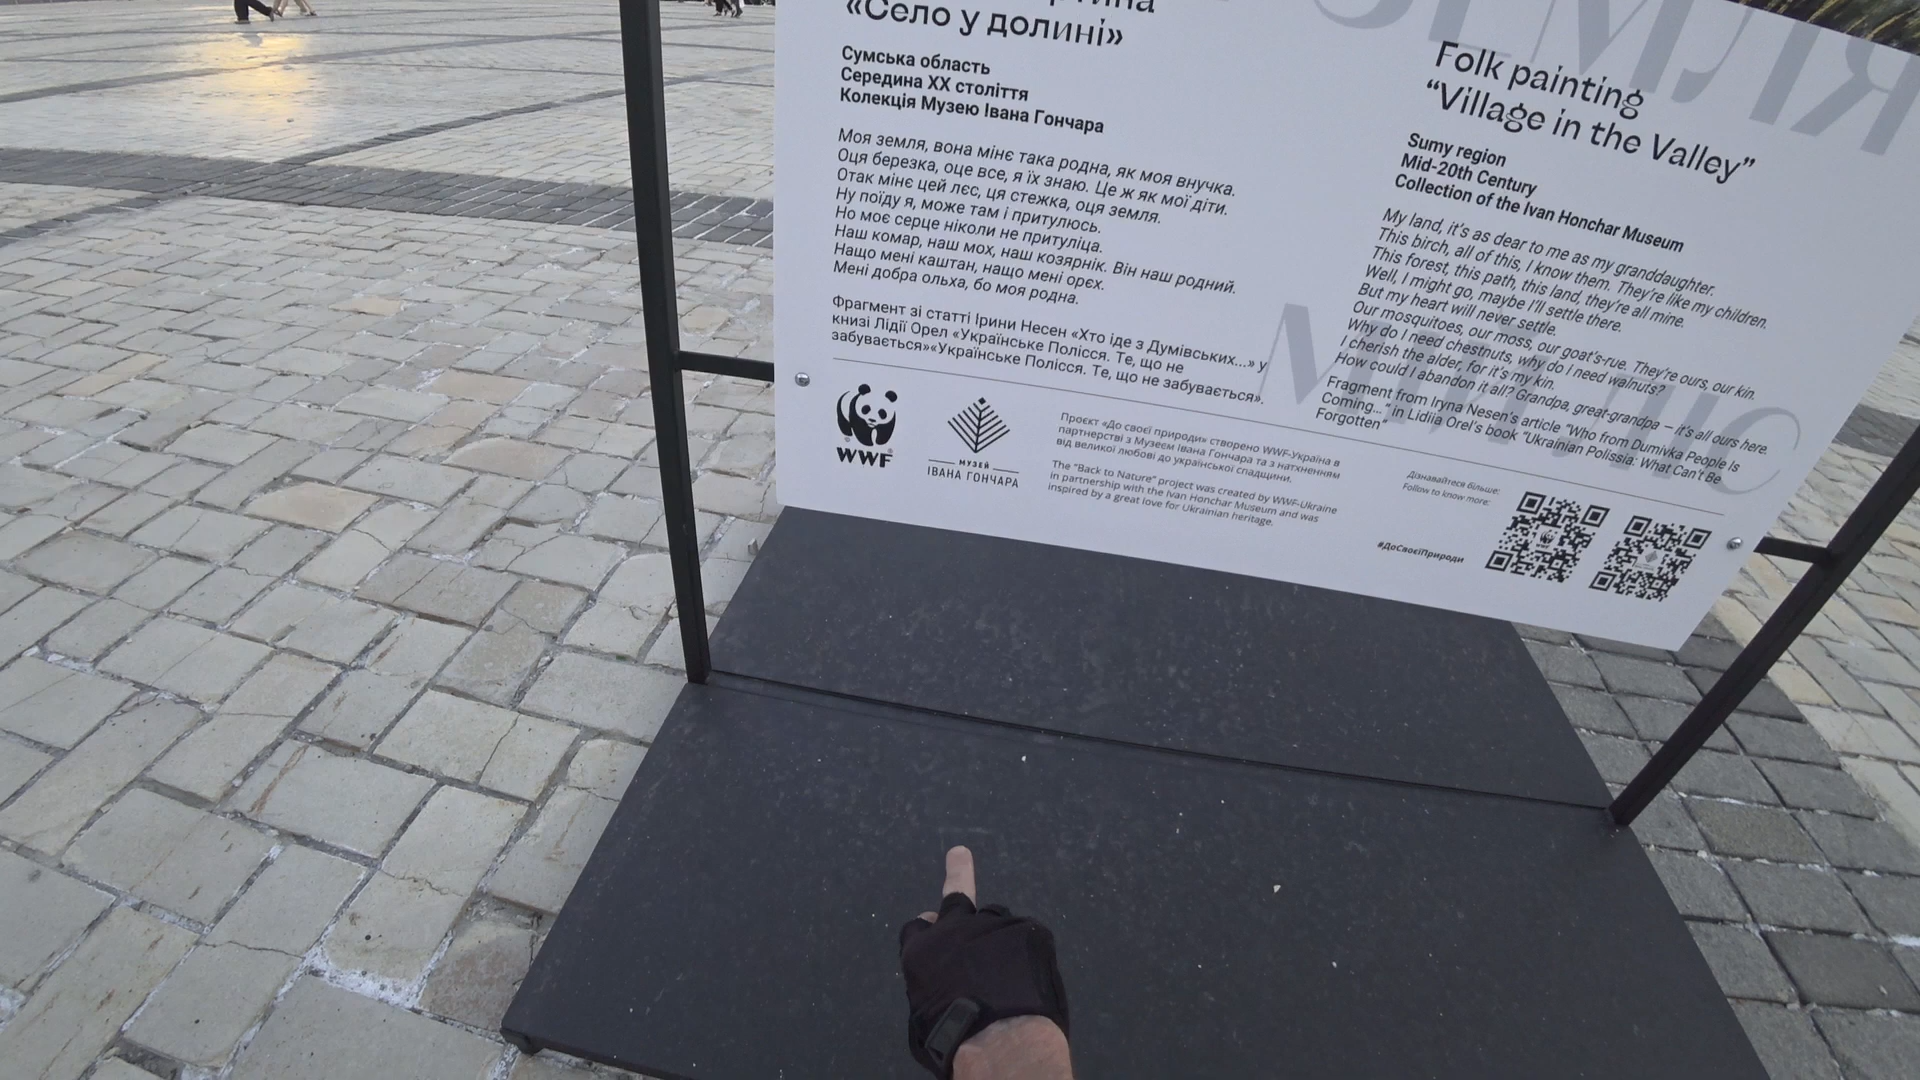 «Село у долині»
Сумська область
Середина ХХ століття
Колекція Музею Івана Гончара
Моя земля, вона мінє така родна, як моя внучка.
Оця березка, оце все, я їх знаю. Це ж як мої діти.
Отак мінє цей лєс, ця стежка, оця земля.
Ну поїду я, може там і притулюсь.
Но моє серце ніколи не притуліца.
Наш комар, наш мох, наш козярнік. Він наш родний.
Нащо мені каштан, нащо мені орєх.
Мені добра ольха, бо моя родна.
Фрагмент зі статті Ірини Несен «Хто іде з Думівських...» у
книзі Лідії Орел «Українське Полісся. Те, що не
забувається»«Українське Полісся. Те, що не забувається».
WWF
МУЗЕЙ
ІВАНА ГОНЧАРА
Проєкт «До своєї природи» створено WWF-Україна в
партнерстві з Музеєм Івана Гончара та з натхненням
від великої любові до української спадщини.
The "Back to Nature" project was created by WWF-Ukraine
in partnership with the Ivan Honchar Museum and was
inspired by a great love for Ukrainian heritage.
ЗЕМЛЯ
Folk painting
“Village in the Valley”
Sumy region
Mid-20th Century
Collection of the Ivan Honchar Museum
My land, it's as dear to me as my granddaughter.
This birch, all of this, I know them. They're like my children.
This forest, this path, this land, they're all mine.
Well, I might go, maybe I'll settle there.
But my heart will never settle.
Our mosquitoes, our moss, our goat's-rue. They're ours, our kin.
Why do I need chestnuts, why do I need walnuts?
I cherish the alder, for it's my kin.
How could I abandon it all? Grandpa, great-grandpa – it's all ours here.
Fragment from Iryna Nesen's article “Who from Dumivka People Is
Coming...” in Lidiia Orel's book “Ukrainian Polissia: What Can't Be
Forgotten”
Дізнавайтеся більше:
Follow to know more:
#ДоСвоєїПрироди